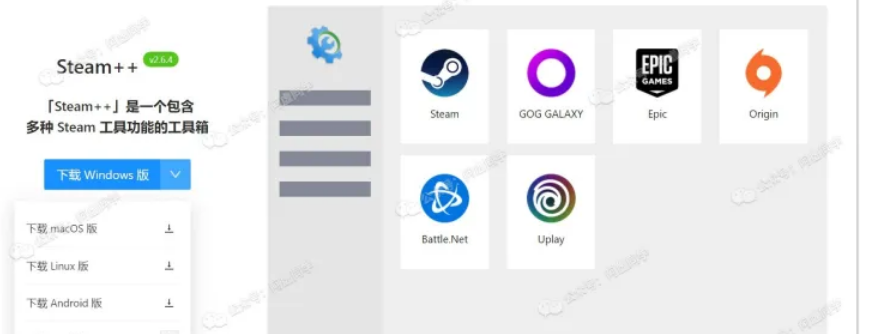 Steam++ v2.6.4
「Steam++」是一个包含
多种 Steam 工具功能的工具箱
下载 Windows 版
下载 macOS 版
下载 Linux 版
下载 Android 版
Steam
GOG GALAXY
EPIC
GAMES
Epic
Origin
Battle.Net
Uplay